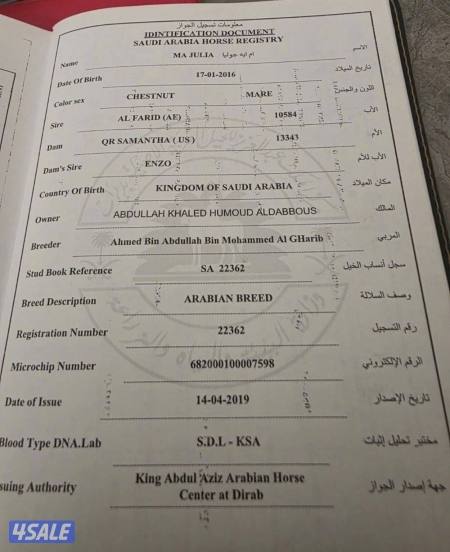 معلومات تسجيل الجواز
IDINTIFICATION DOCUMENT
SAUDI ARABIA HORSE REGISTRY
Name MA JULIA ام ايه جوليا الاسم
Date Of Birth 17-01-2016 تاريخ الميلاد
Color sex CHESTNUT MARE اللون والجنس
Sire AL FARID (AE) 10584 الأب
Dam QR SAMANTHA ( US ) 13343 الأم
Dam's Sire ENZO الأب للأم
Country Of Birth KINGDOM OF SAUDI ARABIA مكان الميلاد
Owner ABDULLAH KHALED HUMOUD ALDABBOUS المالك
Breeder Ahmed Bin Abdullah Bin Mohammed Al GHarib المربي
Stud Book Reference SA 22362 سجل أنساب الخيل
Breed Description ARABIAN BREED وصف السلالة
Registration Number 22362 رقم التسجيل
Microchip Number 682000100007598 الرقم الإلكتروني
Date of Issue 14-04-2019 تاريخ الإصدار
Blood Type DNA.Lab S.D.L - KSA مختبر تحليل إثبات
suing Authority King Abdul Aziz Arabian Horse جهة إصدار الجواز
Center at Dirab
4SALE